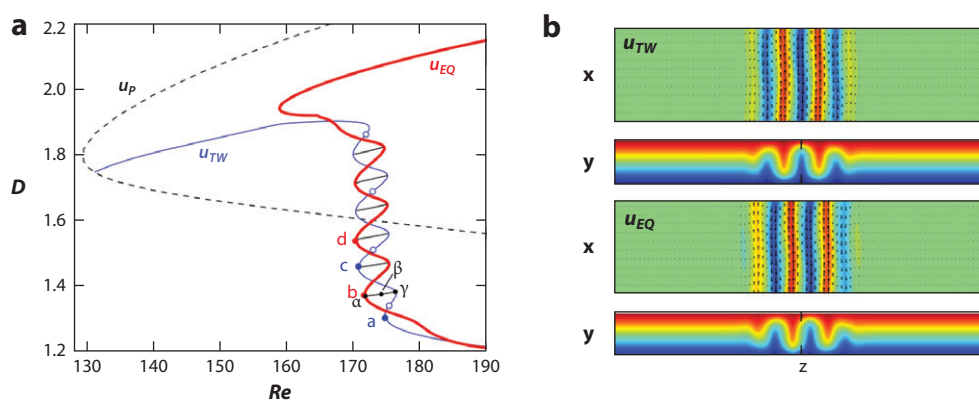 a
2.2
2.0
1.8
1.6
1.4
1.2
D
130 140 150 160 170 180 190
Re
u_P
u_EQ
u_TW
d
c
β
b
γ
α
a
b
u_TW
x
y
u_EQ
x
y
z